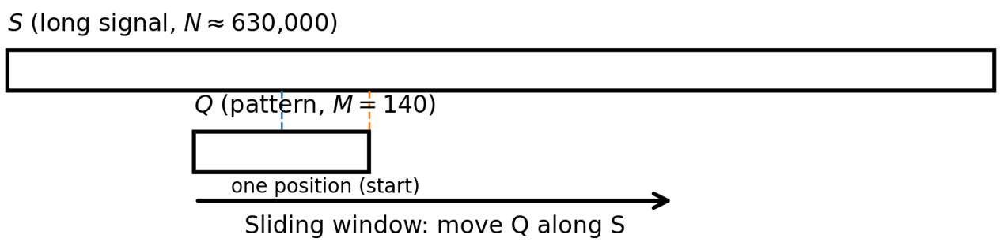 S (long signal, N ≈ 630,000)
Q (pattern, M = 140)
one position (start)
Sliding window: move Q along S